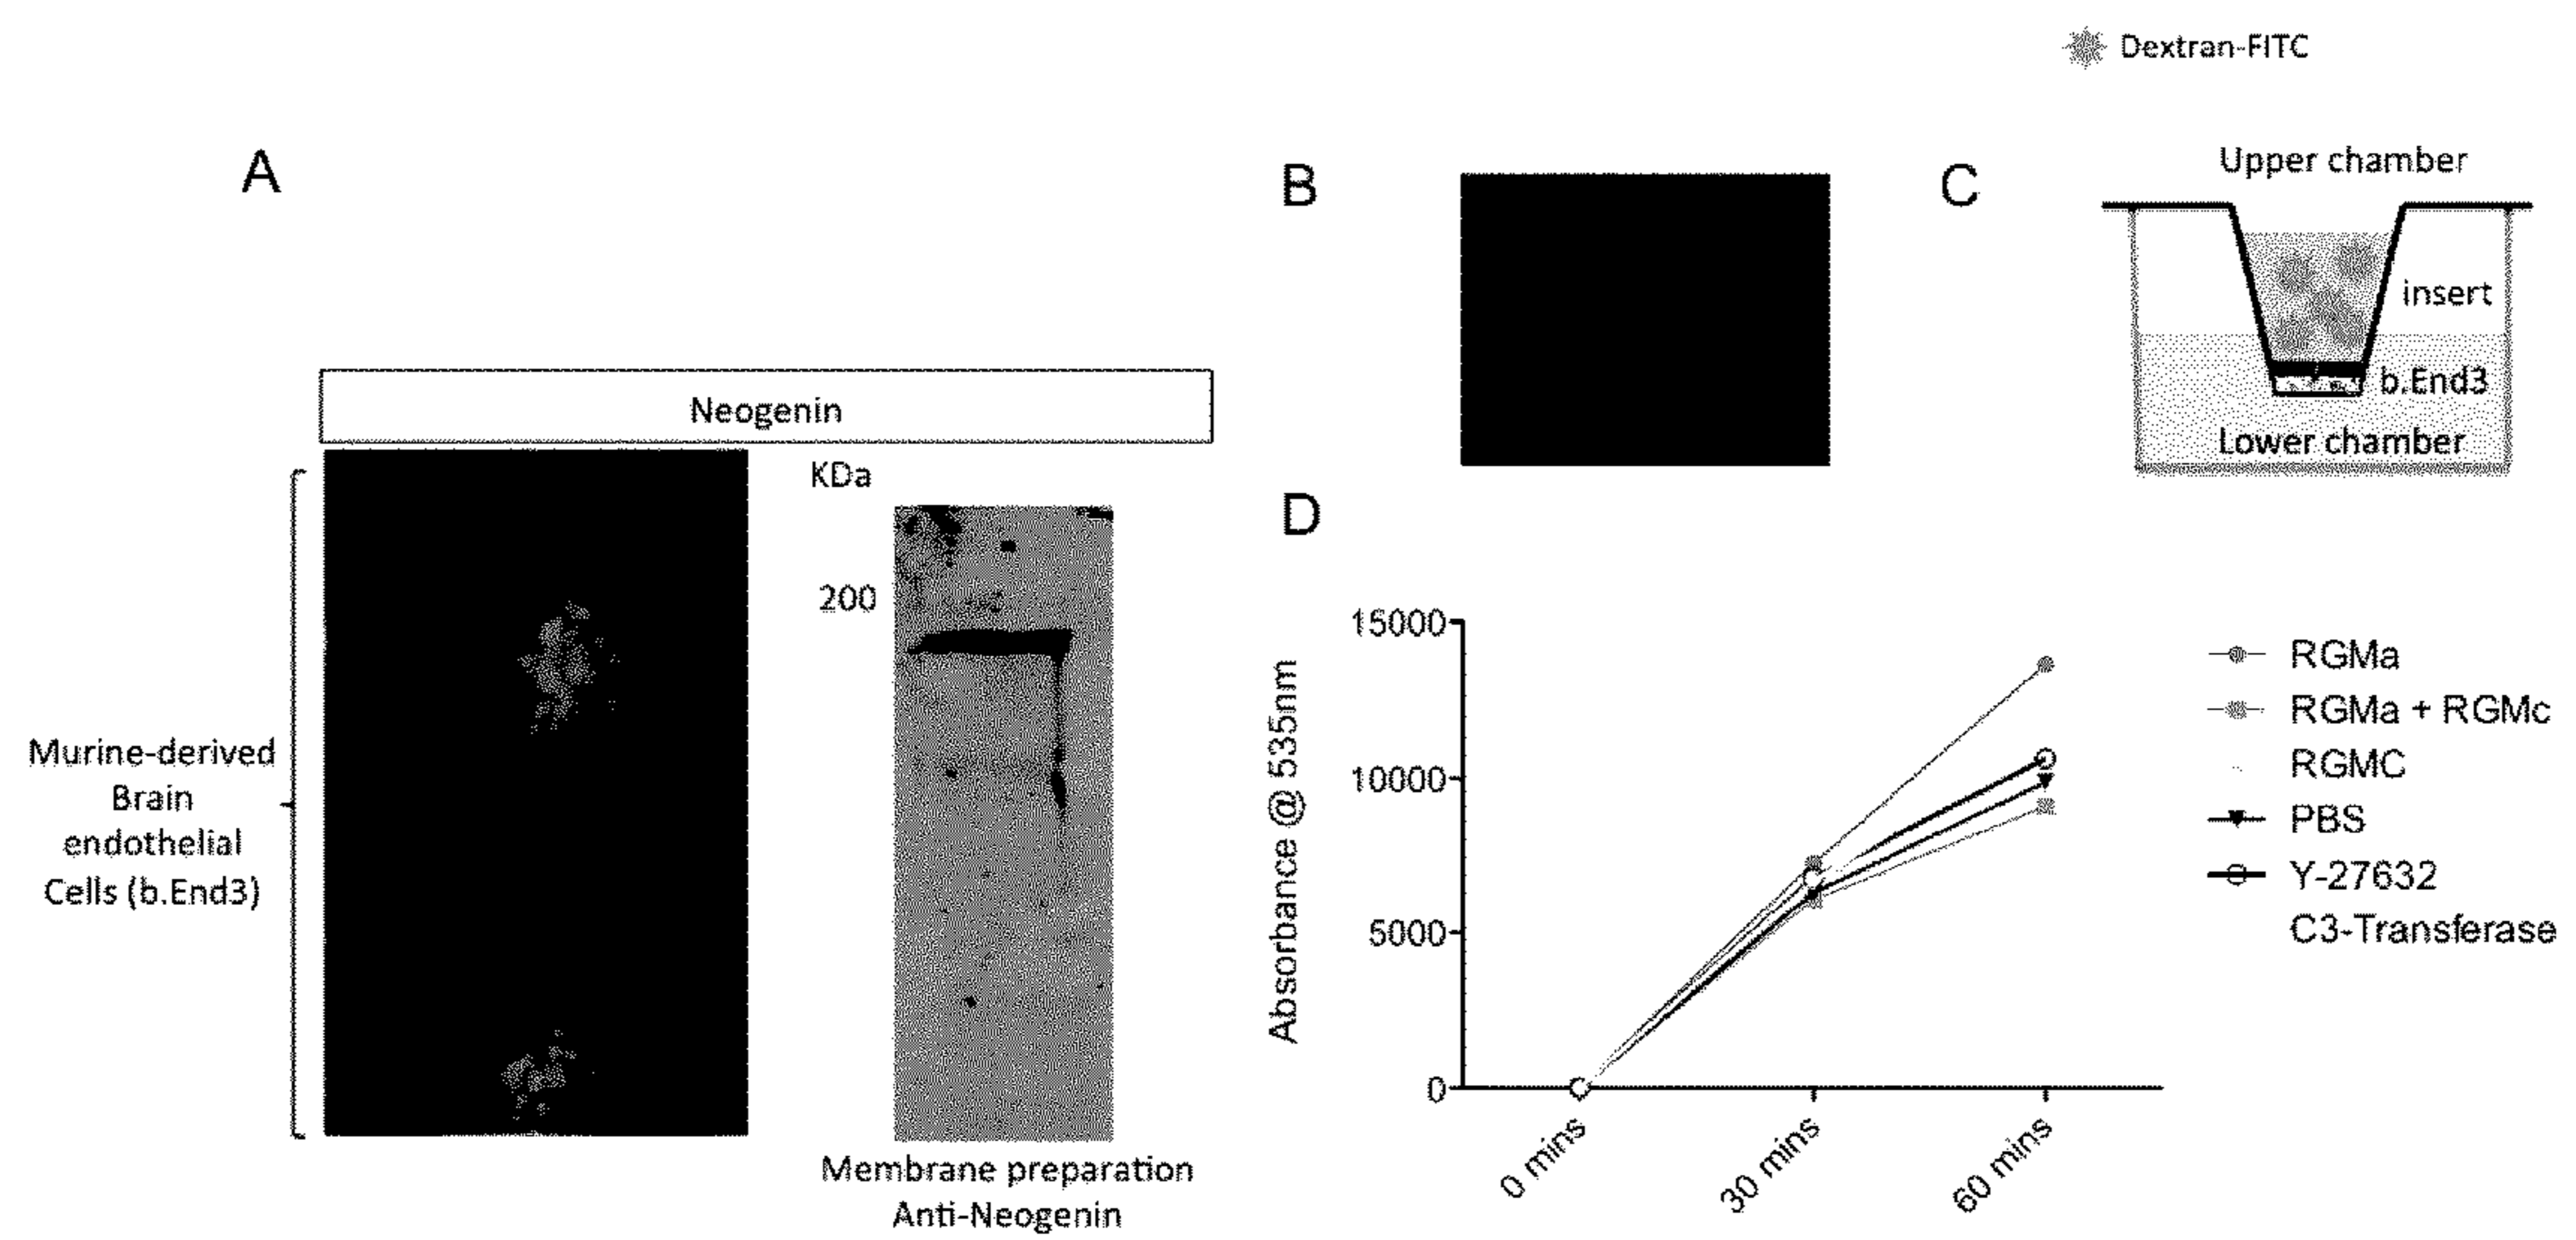 Dextran-FITC
A
Neogenin
KDa
200
Murine-derived
Brain
endothelial
Cells (b.End3)
Membrane preparation
Anti-Neogenin
B
C
Upper chamber
insert
b.End3
Lower chamber
D
Absorbance @ 535nm
15000
10000
5000
0
0 mins
30 mins
60 mins
RGMa
RGMa + RGMc
RGMC
PBS
Y-27632
C3-Transferase